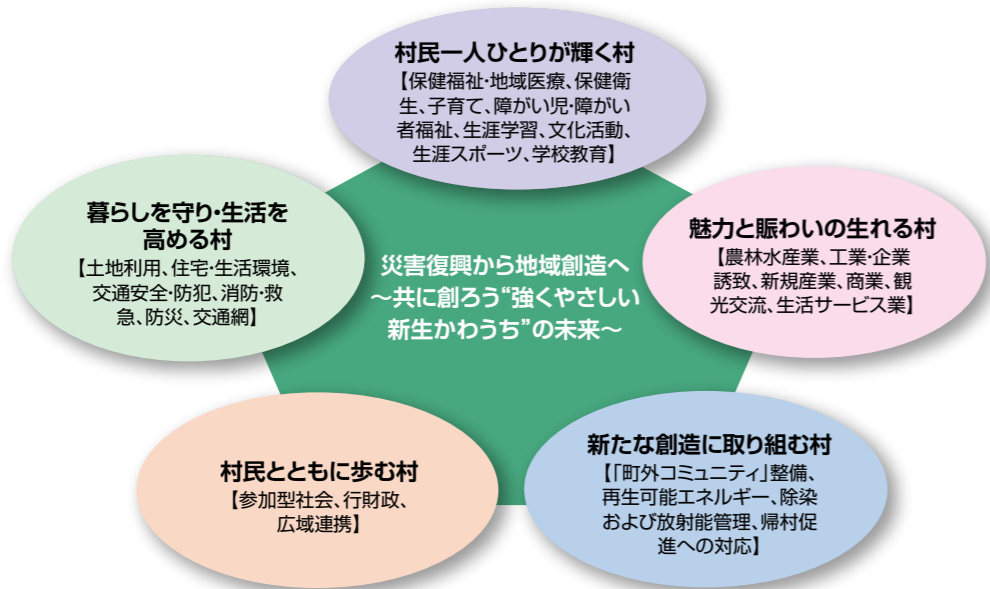 村民一人ひとりが輝く村
【保健福祉・地域医療、保健衛
生、子育て、障がい児・障がい
者福祉、生涯学習、文化活動、
生涯スポーツ、学校教育】
暮らしを守り・生活を
高める村
【土地利用、住宅・生活環境、
交通安全・防犯、消防・救
急、防災、交通網】
災害復興から地域創造へ
～共に創ろう“強くやさしい
新生かわうち”の未来～
魅力と賑わいの生れる村
【農林水産業、工業・企業
誘致、新規産業、商業、観
光交流、生活サービス業】
村民とともに歩む村
【参加型社会、行財政、
広域連携】
新たな創造に取り組む村
【「町外コミュニティ」整備、
再生可能エネルギー、除染
および放射能管理、帰村促
進への対応】